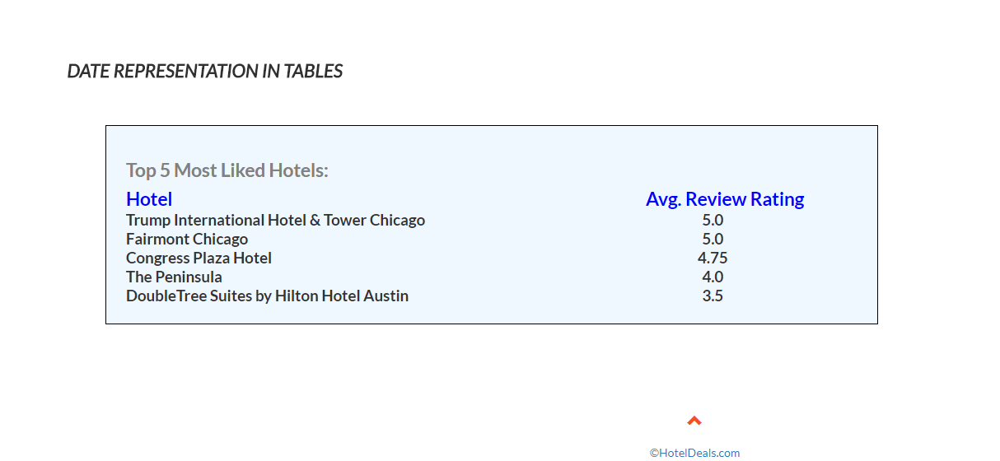 DATE REPRESENTATION IN TABLES
Top 5 Most Liked Hotels:
Hotel Avg. Review Rating
Trump International Hotel & Tower Chicago 5.0
Fairmont Chicago 5.0
Congress Plaza Hotel 4.75
The Peninsula 4.0
DoubleTree Suites by Hilton Hotel Austin 3.5
©HotelDeals.com